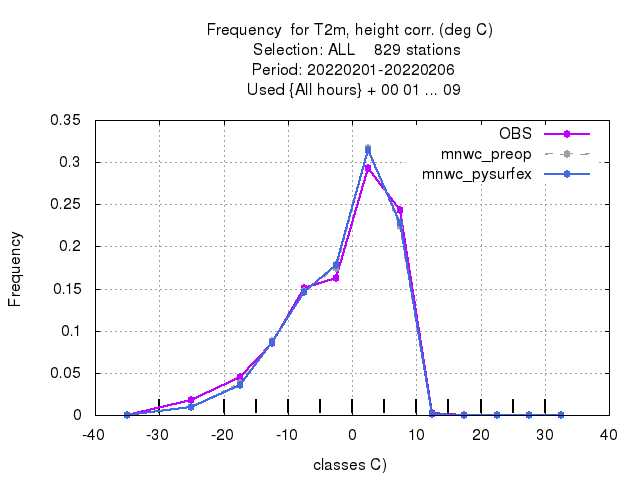 Frequency  for T2m, height corr. (deg C)
Selection: ALL    829 stations
Period: 20220201-20220206
Used {All hours} + 00 01 ... 09
0.35
0.3
0.25
0.2
0.15
0.1
0.05
0
Frequency
OBS
mnwc_preop
mnwc_pysurfex
-40 -30 -20 -10 0 10 20 30 40
classes C)